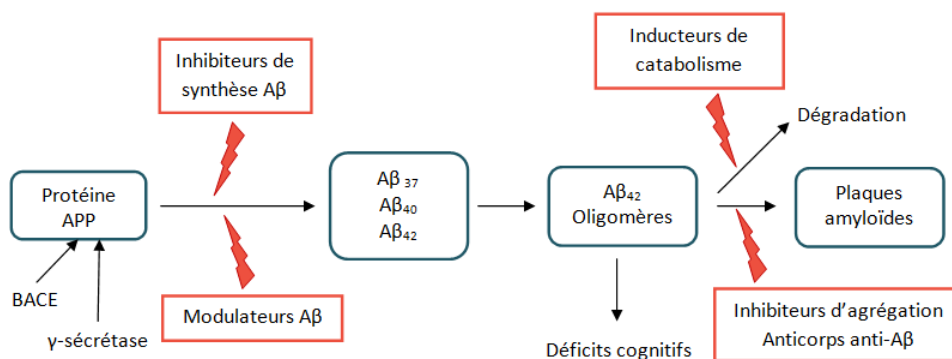 Inhibiteurs de
synthèse Aβ
Inducteurs de
catabolisme
Dégradation
Protéine
APP
Aβ 37
Aβ40
Aβ42
Aβ42
Oligomères
Plaques
amyloïdes
BACE
γ-sécrétase
Modulateurs Aβ
Déficits cognitifs
Inhibiteurs d’agrégation
Anticorps anti-Aβ